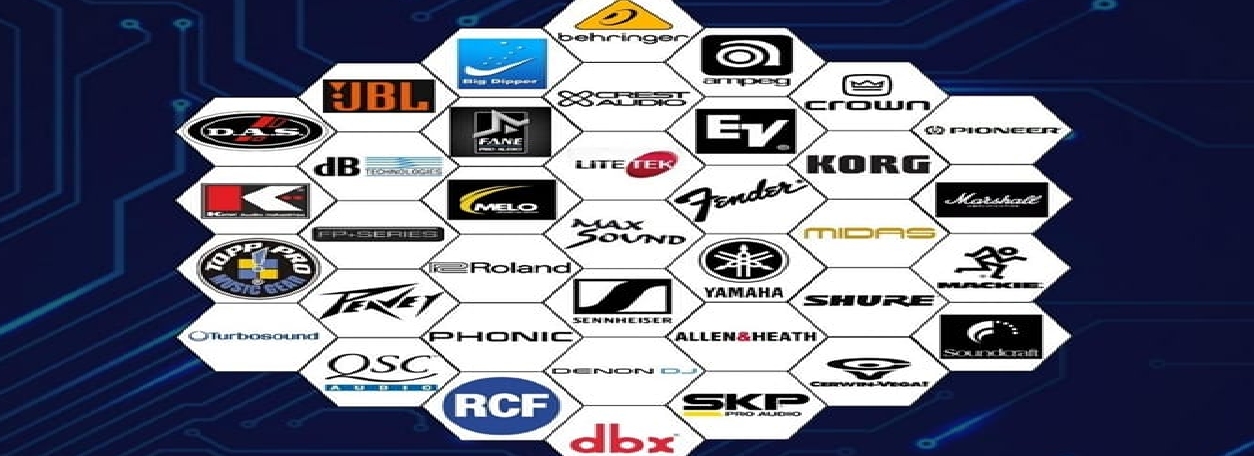 behringer
Big Dipper
ampeg
JBL
CREST AUDIO
crown
D.A.S
FANE
PRO AUDIO
EV
PIONEER
dB TECHNOLOGIES
LITE TEK
KORG
K
MELO
Fender
Marshall
FP+SERIES
MAX SOUND
MIDAS
TOPP PRO
MUSIC GEAR
Roland
YAMAHA
MACKIE
PEAVEY
SENNHEISER
SHURE
Turbosound
PHONIC
ALLEN&HEATH
Soundcraft
QSC
AUDIO
DENON DJ
CERWIN-VEGA!
RCF
SKP
PRO AUDIO
dbx